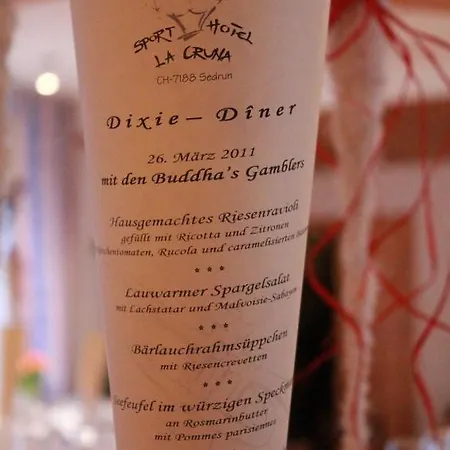 SPORT HOTEL
LA CRUNA
CH-7188 Sedrun
Dixie – Dîner
26. März 2011
mit den Buddha's Gamblers
Hausgemachtes Riesenravioli
gefüllt mit Ricotta und Zitronen
Rucola und caramelisierten
* * *
Lauwarmer Spargelsalat
mit Lachstatar und Malvoisie-Sabayon
* * *
Bärlauchrahmsüppchen
mit Riesencrevetten
* * *
im würzigen
an Rosmarinbutter
mit Pommes parisiennes